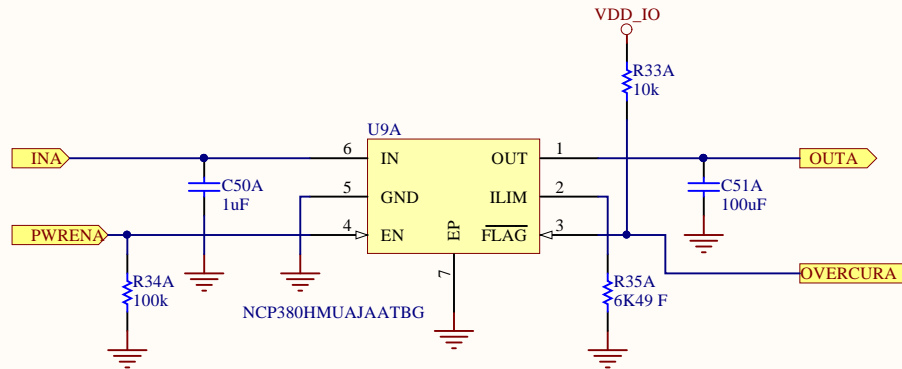 VDD_IO
R33A
10k
U9A
INA
6
IN
OUT
1
OUTA
C50A
1uF
5
GND
ILIM
2
C51A
100uF
PWRENA
4
EN
EP
FLAG
3
7
R34A
100k
R35A
6K49 F
OVERCURA
NCP380HMUAJAATBG